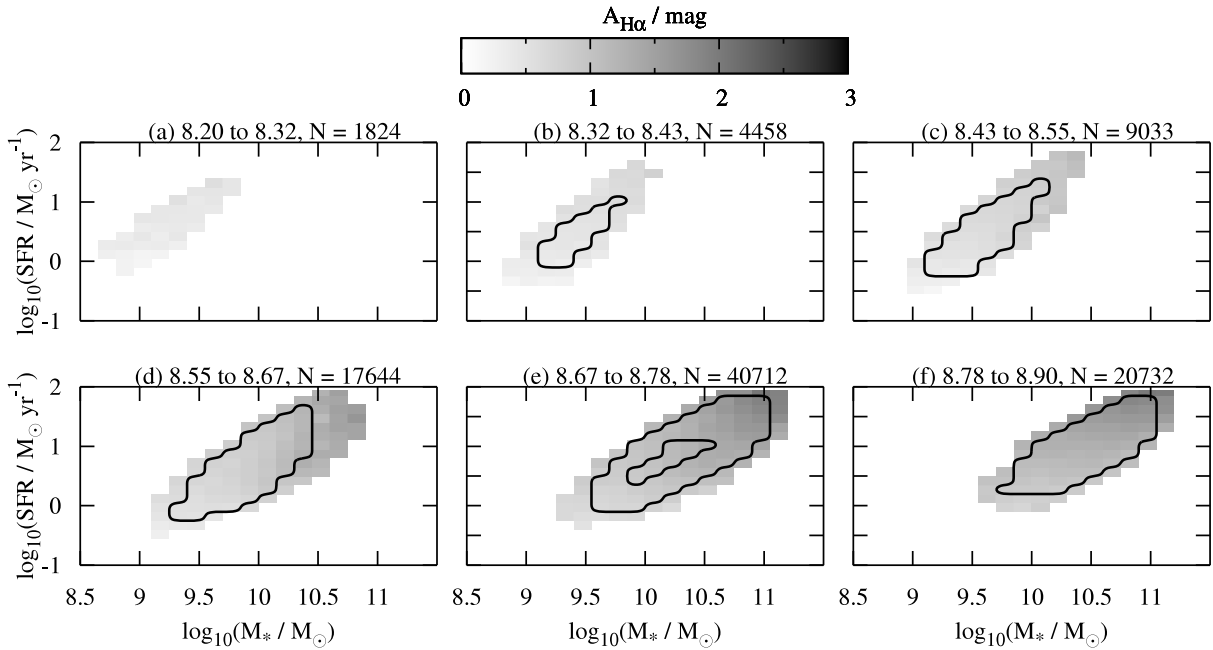 A_Hα / mag
0 1 2 3
(a) 8.20 to 8.32, N = 1824 (b) 8.32 to 8.43, N = 4458 (c) 8.43 to 8.55, N = 9033
2
1
0
-1
log₁₀(SFR / M⊙ yr⁻¹)
(d) 8.55 to 8.67, N = 17644 (e) 8.67 to 8.78, N = 40712 (f) 8.78 to 8.90, N = 20732
2
1
0
-1
log₁₀(SFR / M⊙ yr⁻¹)
8.5 9 9.5 10 10.5 11 8.5 9 9.5 10 10.5 11 8.5 9 9.5 10 10.5 11
log₁₀(M* / M⊙) log₁₀(M* / M⊙) log₁₀(M* / M⊙)